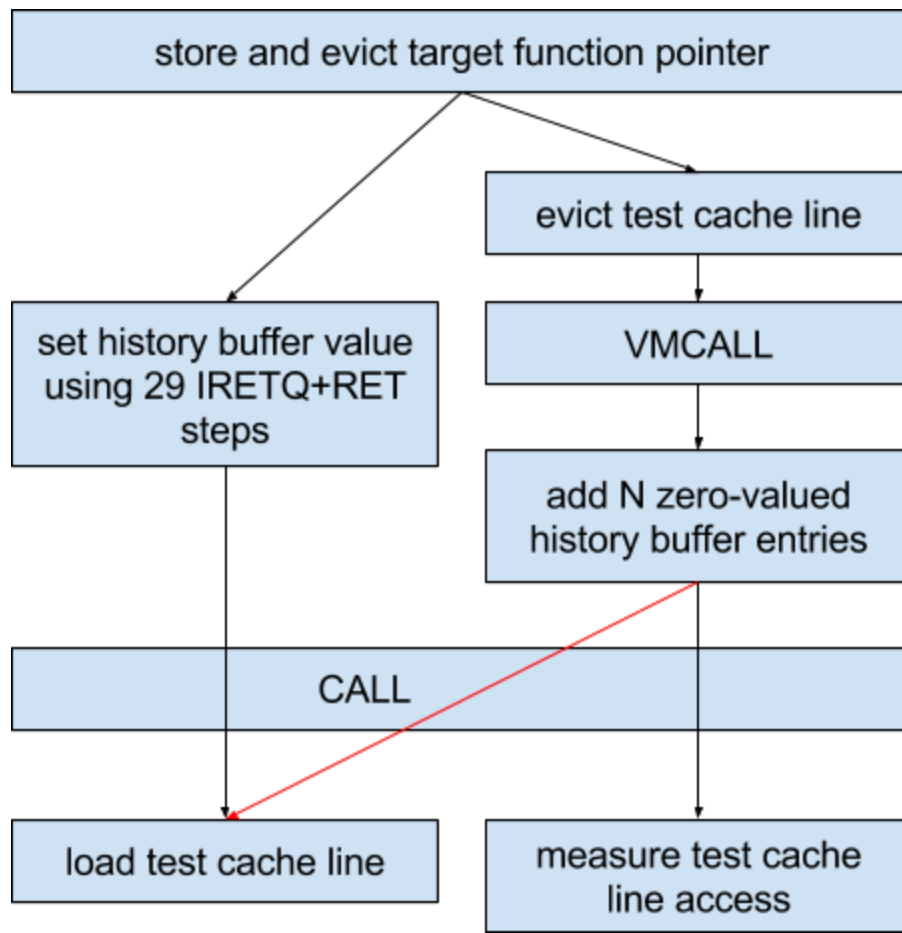 store and evict target function pointer
evict test cache line
set history buffer value
using 29 IRETQ+RET
steps
VMCALL
add N zero-valued
history buffer entries
CALL
load test cache line
measure test cache
line access